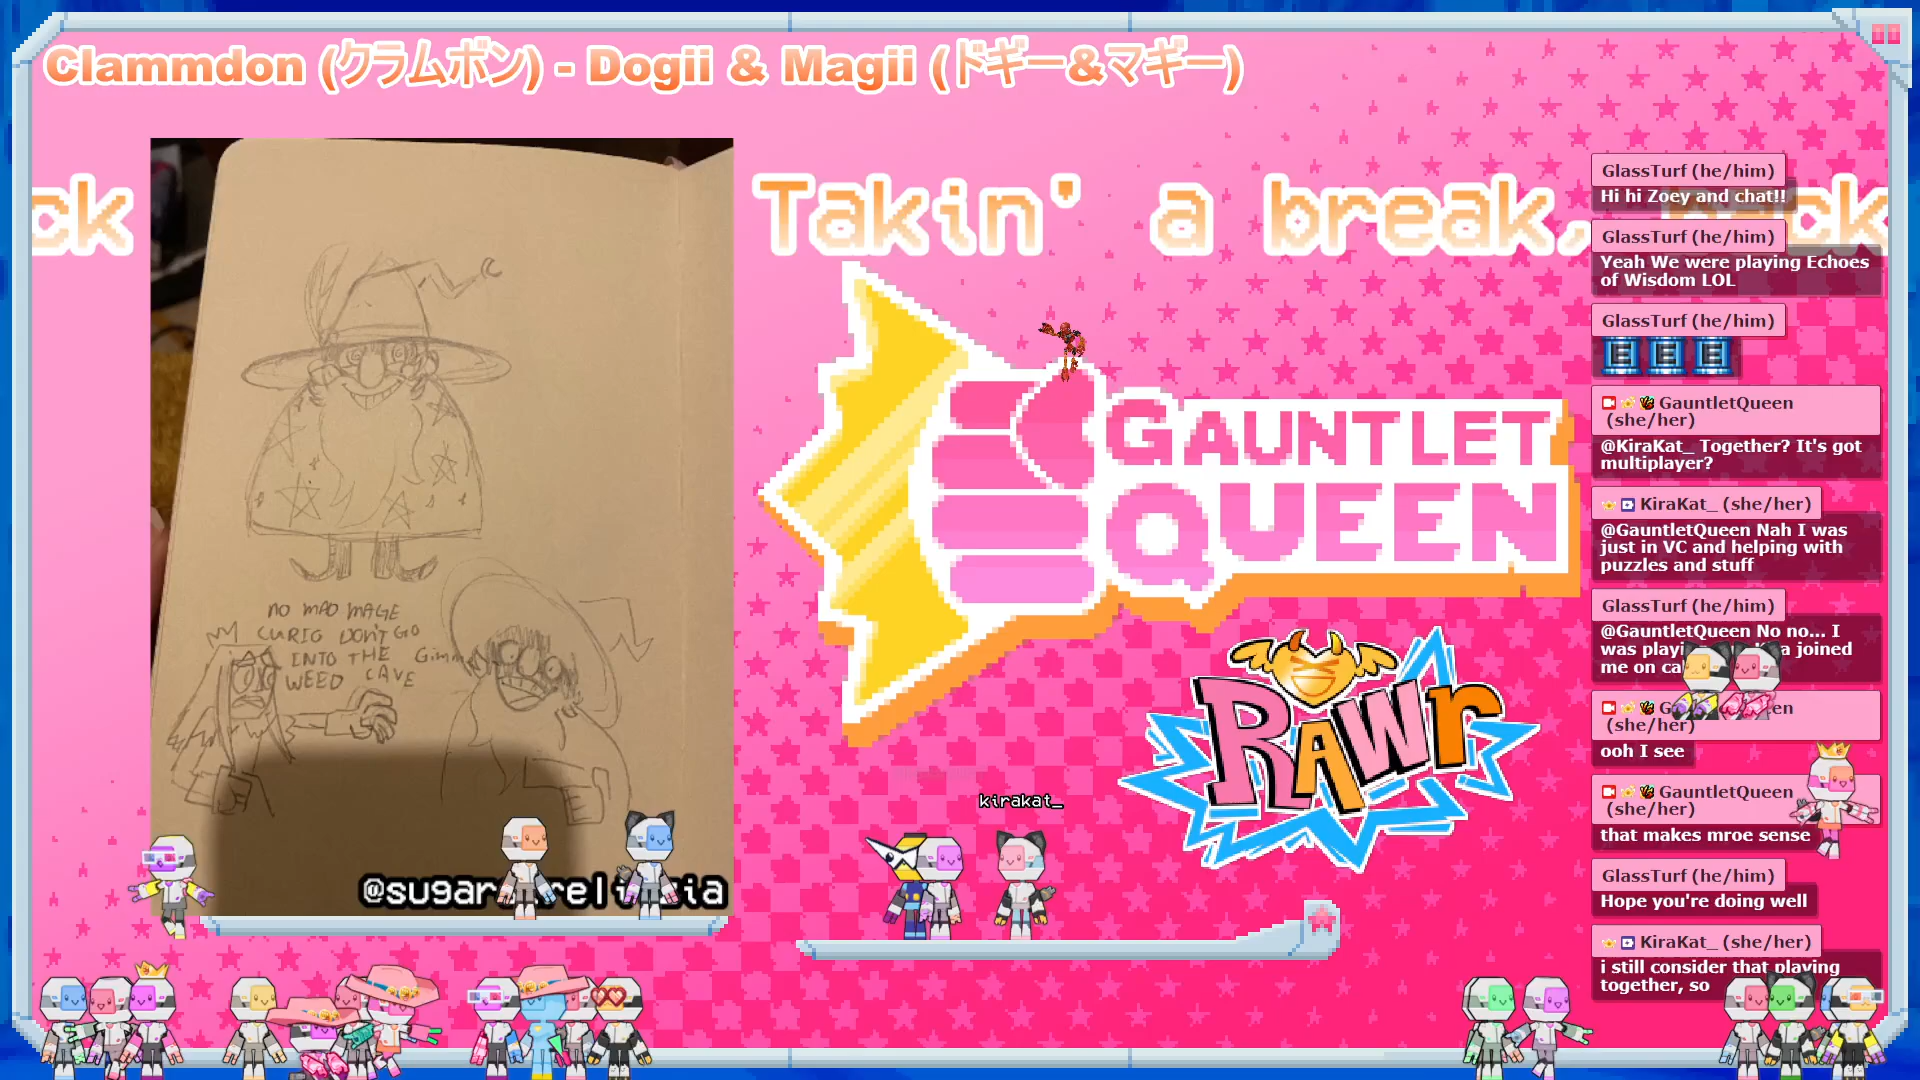 Clammdon (クラムボン) - Dogii & Magii (ドギー&マギー)
ck
Takin' a break,
GAUNTLET
QUEEN
RAWr
NO MAD MAGE
CURIO DON'T GO
INTO THE
WEED CAVE
kirakat_
GlassTurf (he/him)
Hi hi Zoey and chat!!
GlassTurf (he/him)
Yeah We were playing Echoes
of Wisdom LOL
GlassTurf (he/him)
E E E
GauntletQueen
(she/her)
@KiraKat_ Together? It's got
multiplayer?
KiraKat_ (she/her)
@GauntletQueen Nah I was
just in VC and helping with
puzzles and stuff
GlassTurf (he/him)
@GauntletQueen No no... I
was joined
me on
(she/her)
ooh I see
GauntletQueen
(she/her)
that makes mroe sense
GlassTurf (he/him)
Hope you're doing well
KiraKat_ (she/her)
i still consider that playing
together, so